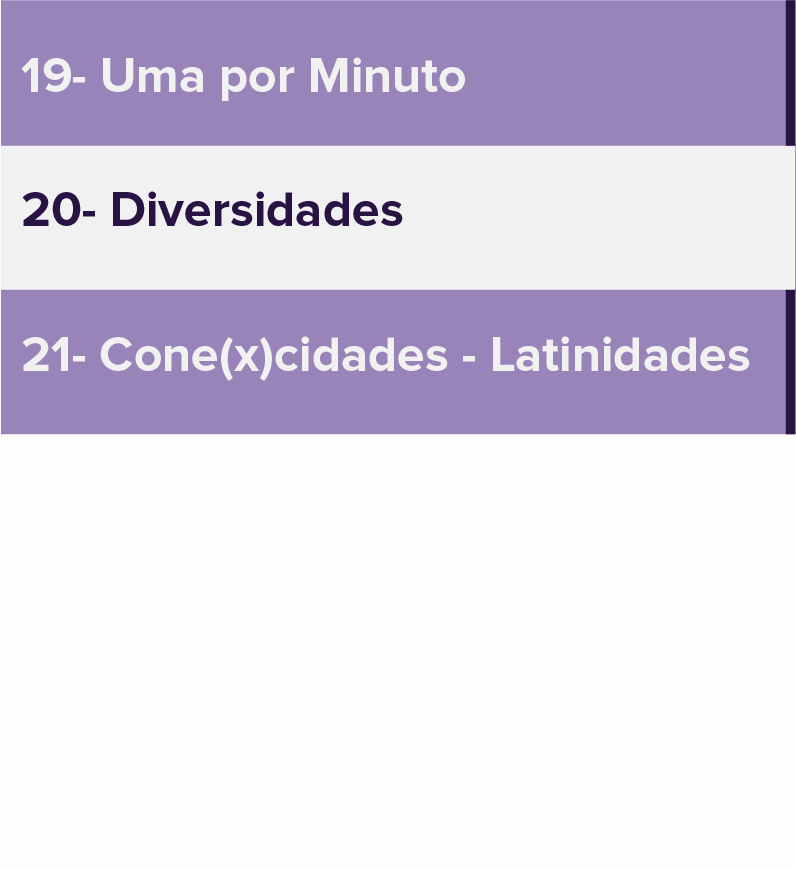 19- Uma por Minuto
20- Diversidades
21- Cone(x)cidades - Latinidades